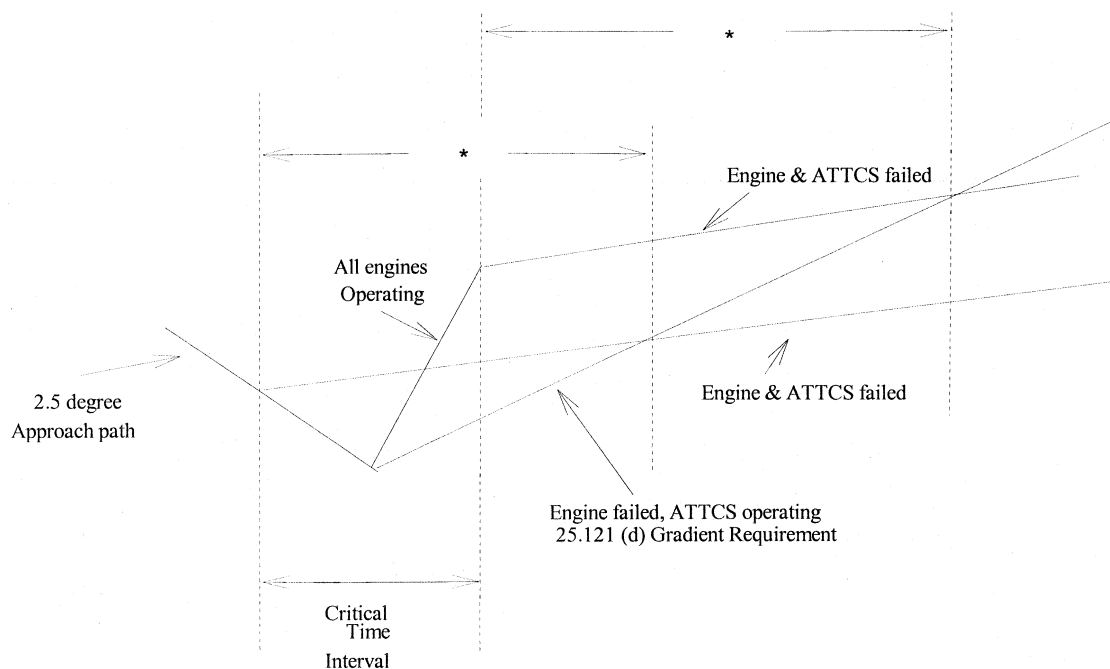 *
*
Engine & ATTCS failed
All engines
Operating
Engine & ATTCS failed
2.5 degree
Approach path
Engine failed, ATTCS operating
25.121 (d) Gradient Requirement
Critical
Time
Interval